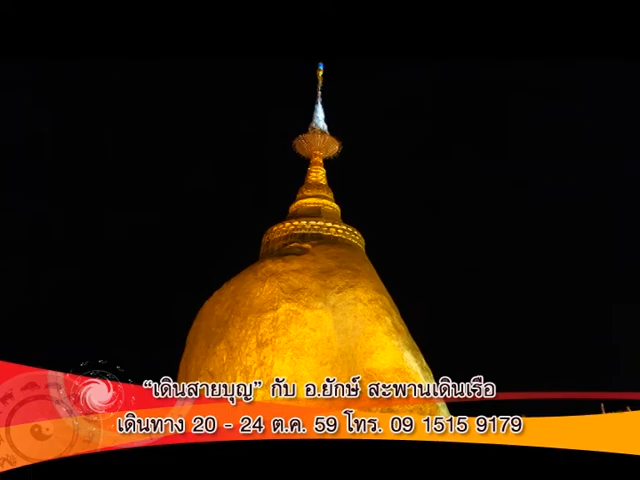 “เดินสายบุญ” กับ อ.ยักษ์ สะพานเดินเรือ
เดินทาง 20 - 24 ต.ค. 59 โทร. 09 1515 9179